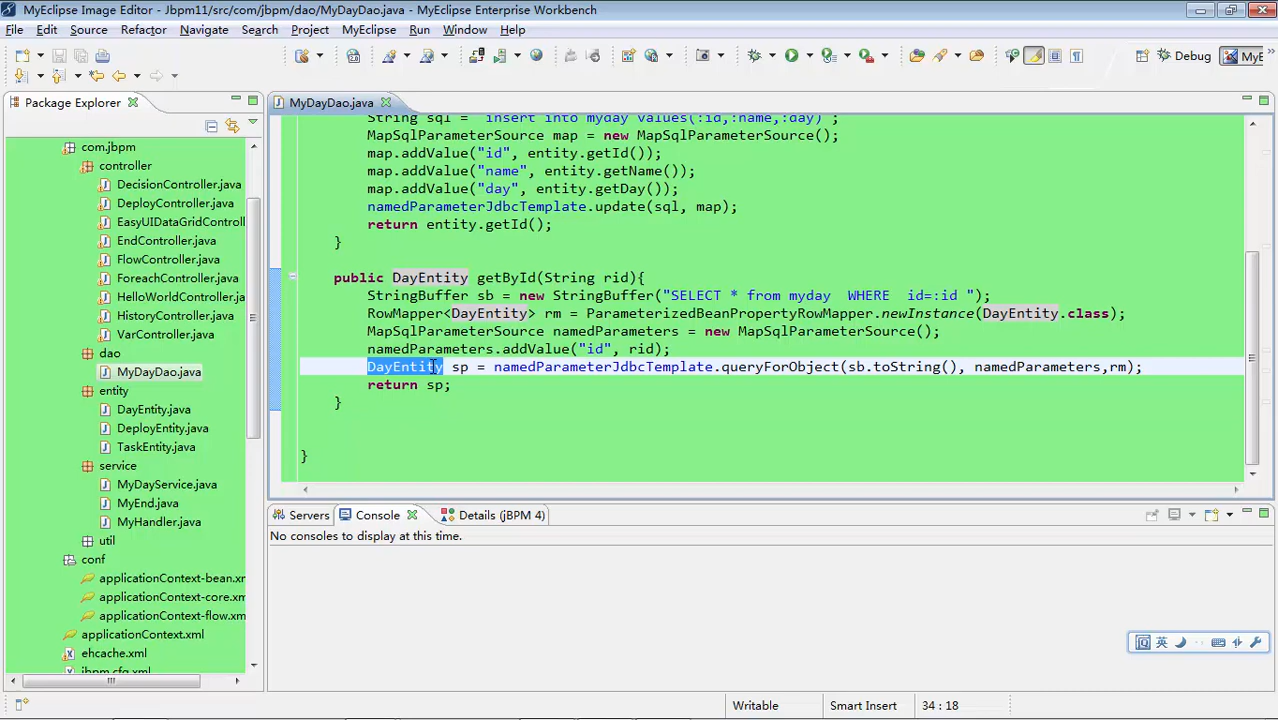 MyEclipse Image Editor - Jbpm11/src/com/jbpm/dao/MyDayDao.java - MyEclipse Enterprise Workbench
File Edit Source Refactor Navigate Search Project MyEclipse Run Window Help
Debug MyE
Package Explorer
com.jbpm
controller
DecisionController.java
DeployController.java
EasyUIDataGridControll
EndController.java
FlowController.java
ForeachController.java
HelloWorldController.ja
HistoryController.java
VarController.java
dao
MyDayDao.java
entity
DayEntity.java
DeployEntity.java
TaskEntity.java
service
MyDayService.java
MyEnd.java
MyHandler.java
util
conf
applicationContext-bean.xr
applicationContext-core.xm
applicationContext-flow.xm
applicationContext.xml
ehcache.xml
jbpm.cfg.xml
MyDayDao.java
String sql = "insert into myday values(:id,:name,:day)";
MapSqlParameterSource map = new MapSqlParameterSource();
map.addValue("id", entity.getId());
map.addValue("name", entity.getName());
map.addValue("day", entity.getDay());
namedParameterJdbcTemplate.update(sql, map);
return entity.getId();
}
public DayEntity getById(String rid){
StringBuffer sb = new StringBuffer("SELECT * from myday  WHERE  id=:id ");
RowMapper<DayEntity> rm = ParameterizedBeanPropertyRowMapper.newInstance(DayEntity.class);
MapSqlParameterSource namedParameters = new MapSqlParameterSource();
namedParameters.addValue("id", rid);
DayEntity sp = namedParameterJdbcTemplate.queryForObject(sb.toString(), namedParameters,rm);
return sp;
}
}
Servers Console Details (jBPM 4)
No consoles to display at this time.
英
Writable Smart Insert 34 : 18